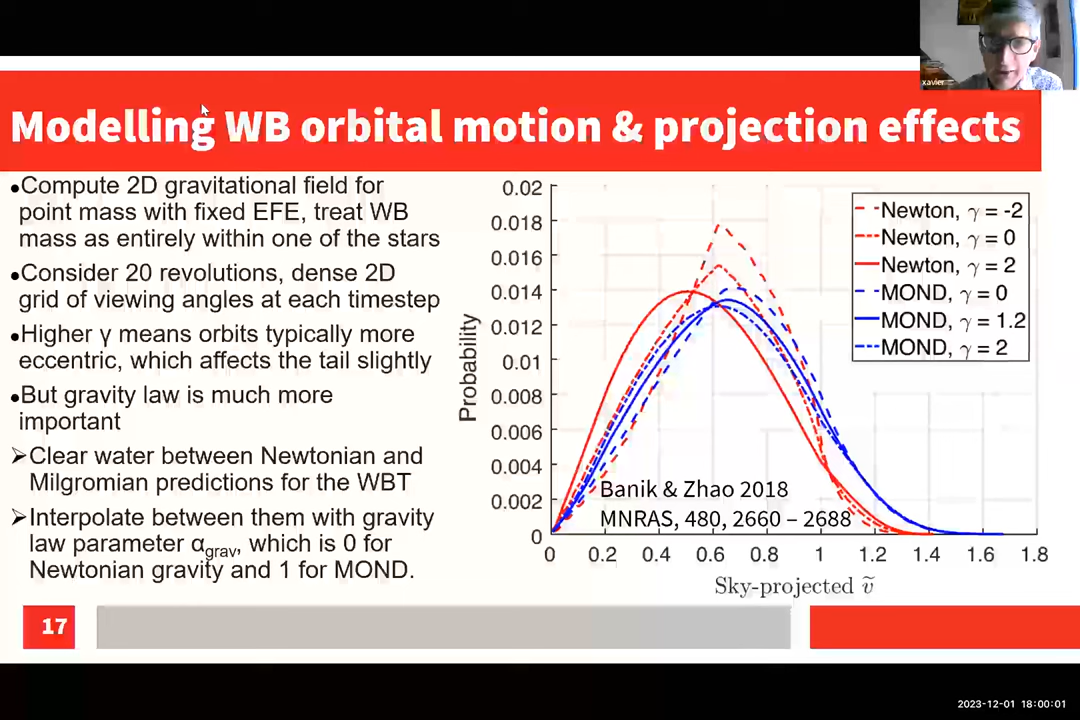 xavier
Modelling WB orbital motion & projection effects
•Compute 2D gravitational field for
point mass with fixed EFE, treat WB
mass as entirely within one of the stars
•Consider 20 revolutions, dense 2D
grid of viewing angles at each timestep
•Higher γ means orbits typically more
eccentric, which affects the tail slightly
•But gravity law is much more
important
➢Clear water between Newtonian and
Milgromian predictions for the WBT
➢Interpolate between them with gravity
law parameter αgrav, which is 0 for
Newtonian gravity and 1 for MOND.
0.02
0.018
0.016
0.014
0.012
0.01
0.008
0.006
0.004
0.002
0
Probability
Newton, γ = -2
Newton, γ = 0
Newton, γ = 2
MOND, γ = 0
MOND, γ = 1.2
MOND, γ = 2
Banik & Zhao 2018
MNRAS, 480, 2660 – 2688
0 0.2 0.4 0.6 0.8 1 1.2 1.4 1.6 1.8
Sky-projected ṽ
17
2023-12-01 18:00:01